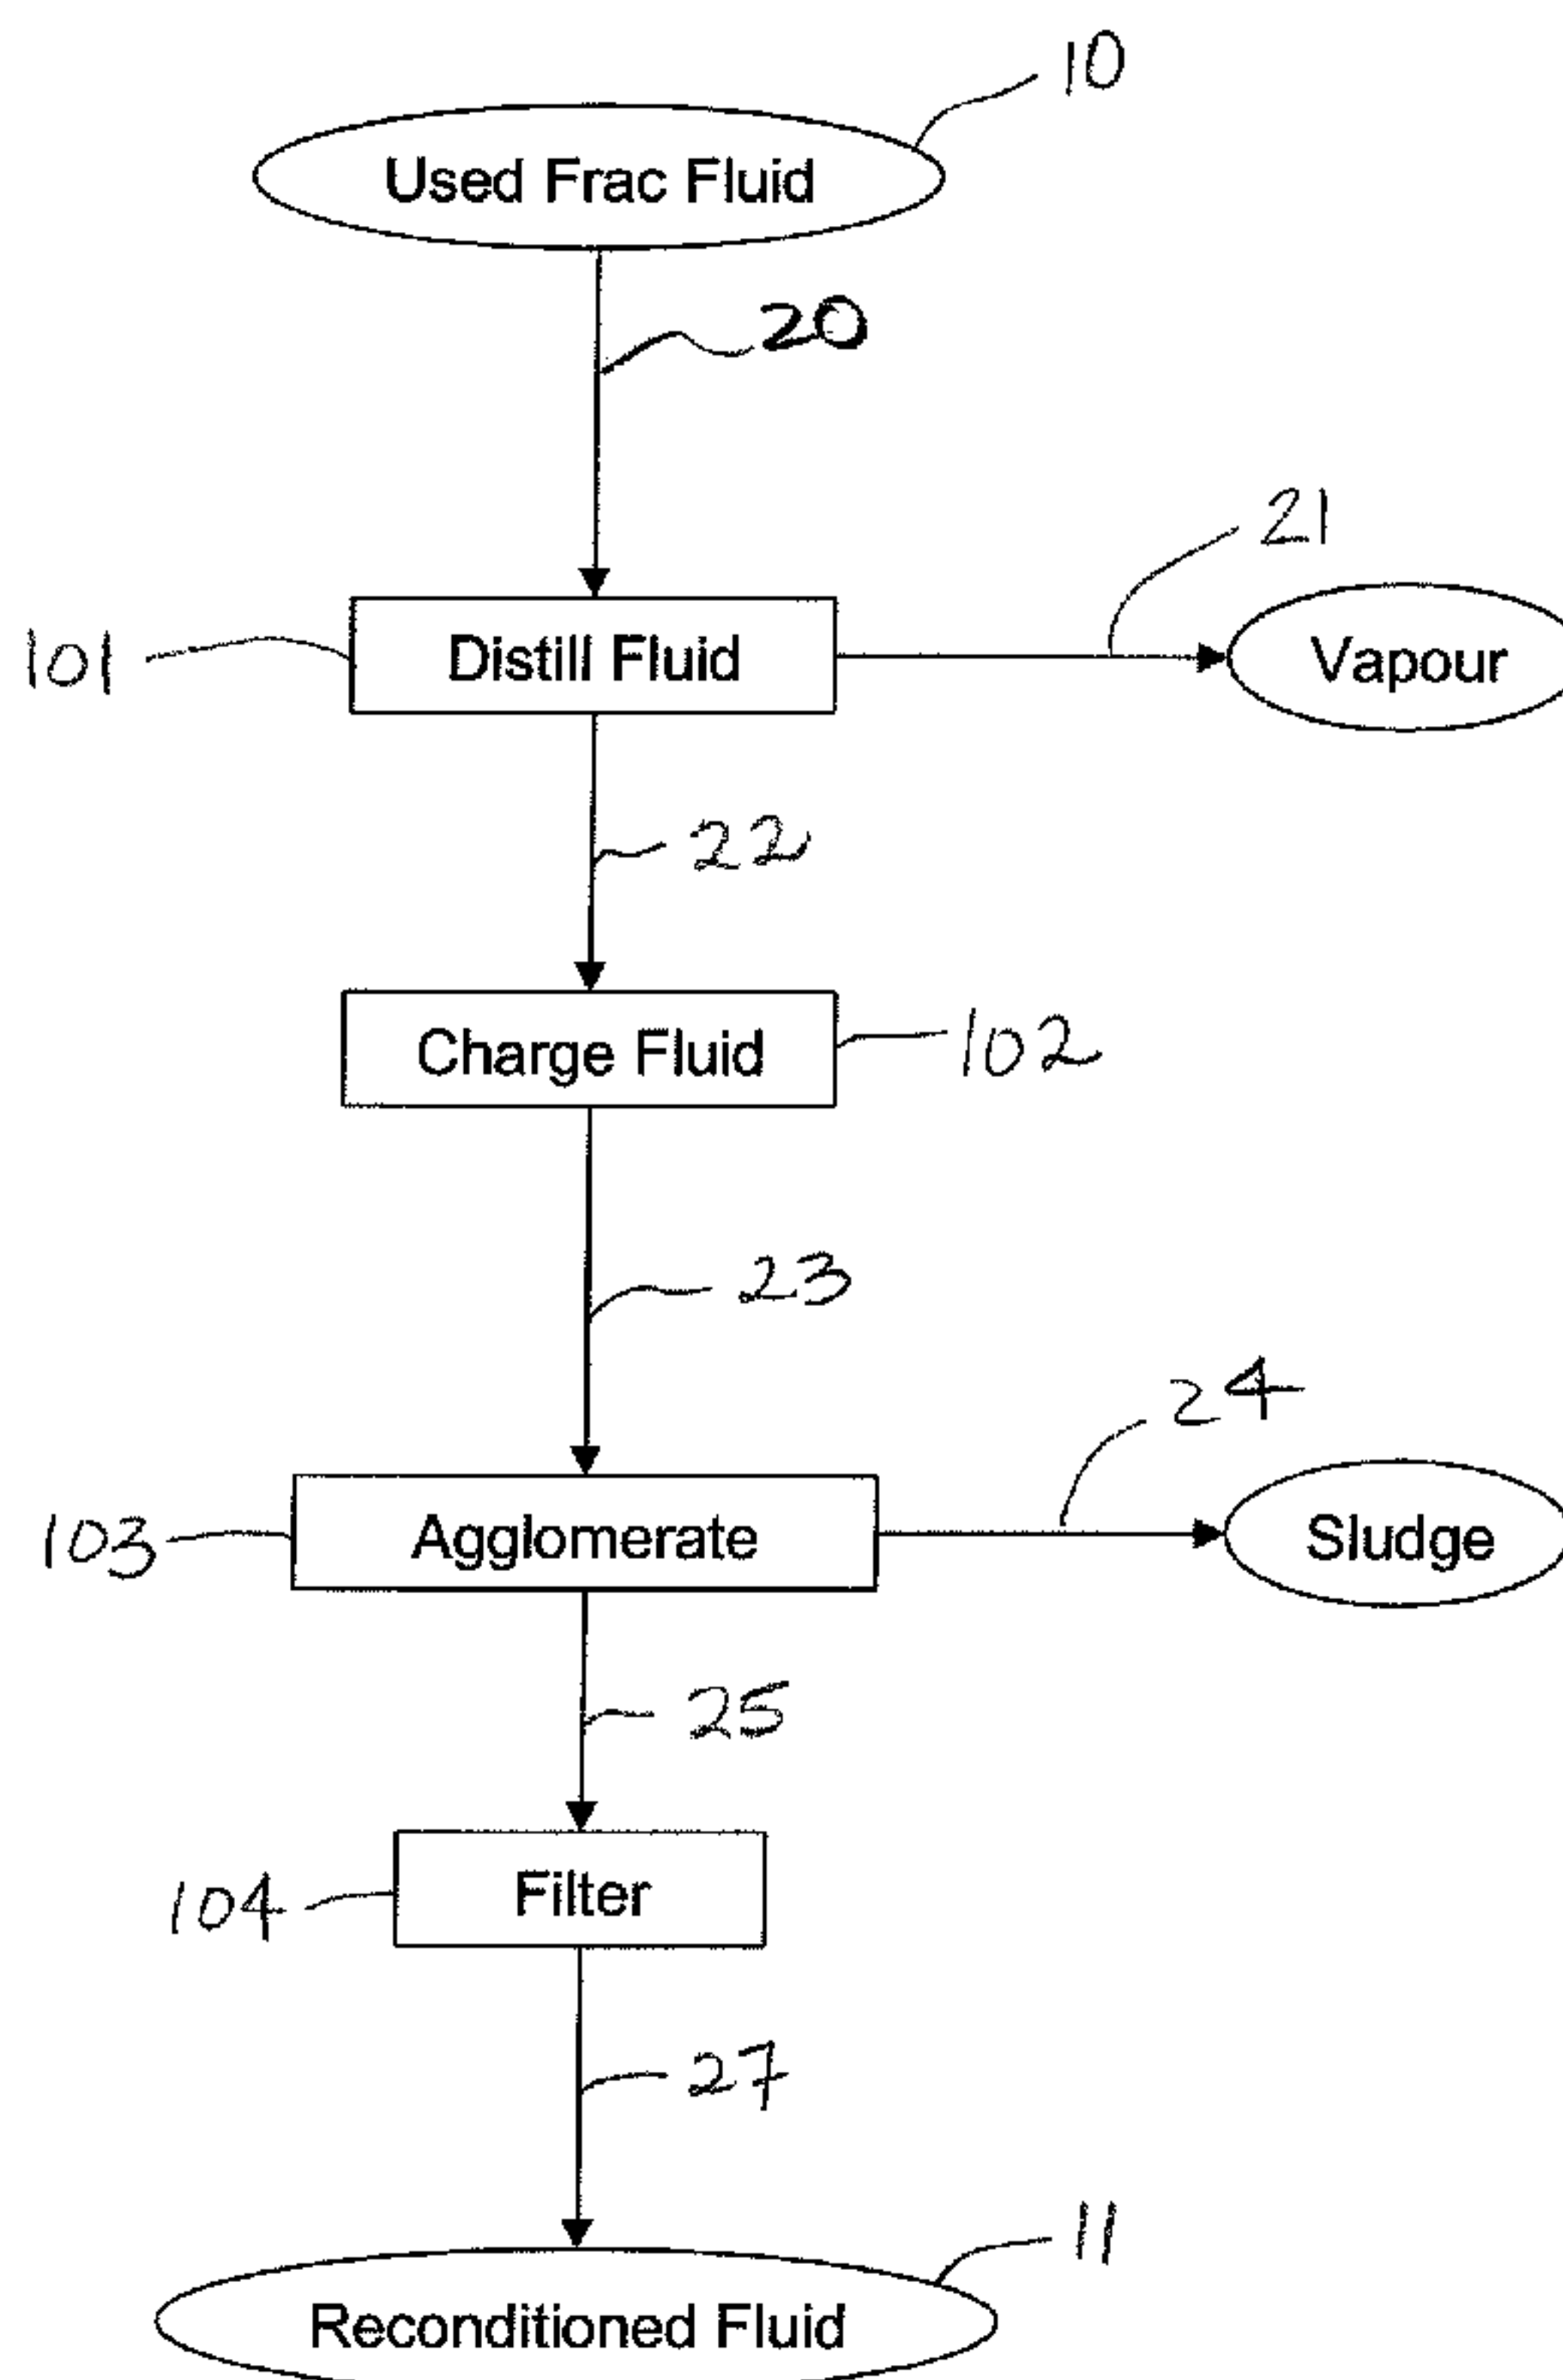 10
Used Frac Fluid
20
21
101
Distill Fluid
Vapour
22
Charge Fluid
102
23
24
103
Agglomerate
Sludge
25
104
Filter
27
11
Reconditioned Fluid